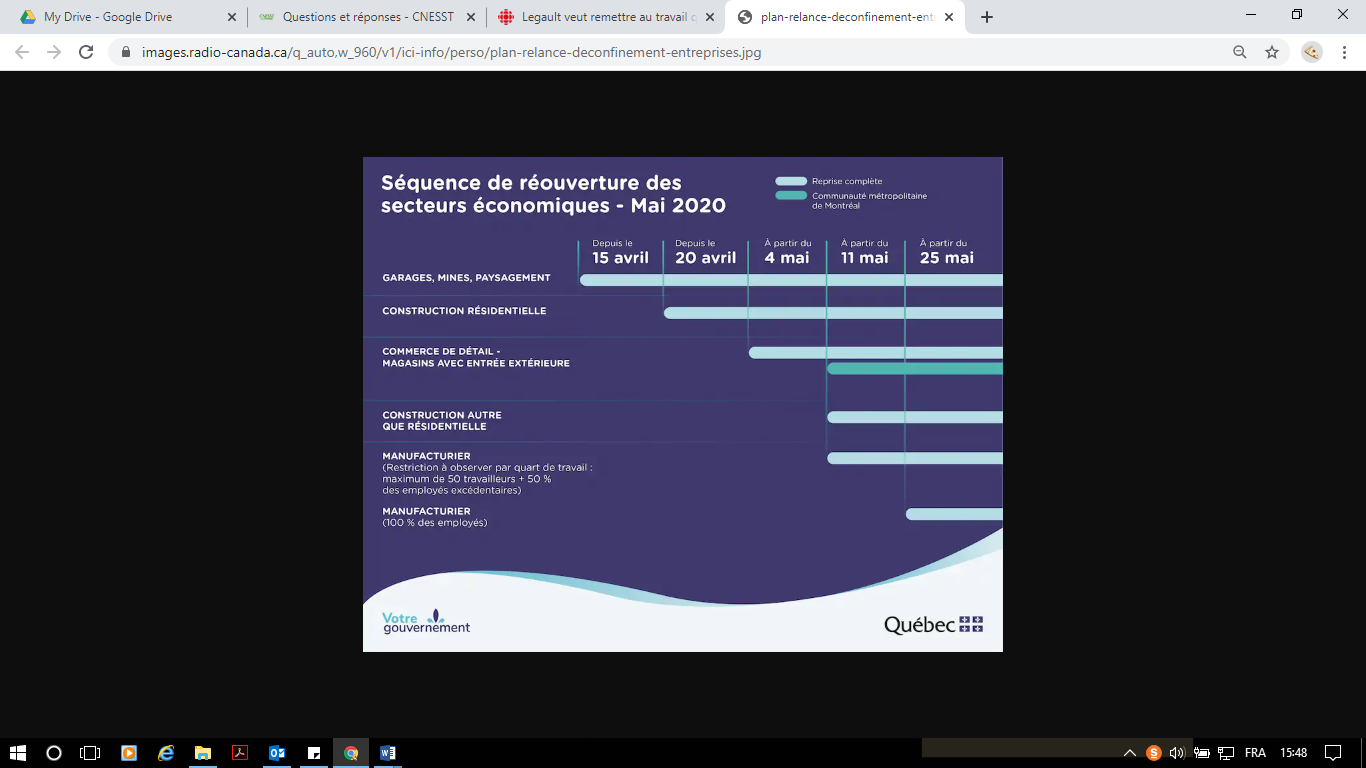 My Drive - Google Drive
Questions et réponses - CNESST
Legault veut remettre au travail q
plan-relance-deconfinement-ent
images.radio-canada.ca/q_auto,w_960/v1/ici-info/perso/plan-relance-deconfinement-entreprises.jpg
Séquence de réouverture des
secteurs économiques - Mai 2020
Reprise complète
Communauté métropolitaine
de Montréal
Depuis le
15 avril
Depuis le
20 avril
À partir du
4 mai
À partir du
11 mai
À partir du
25 mai
GARAGES, MINES, PAYSAGEMENT
CONSTRUCTION RÉSIDENTIELLE
COMMERCE DE DÉTAIL -
MAGASINS AVEC ENTRÉE EXTÉRIEURE
CONSTRUCTION AUTRE
QUE RÉSIDENTIELLE
MANUFACTURIER
(Restriction à observer par quart de travail :
maximum de 50 travailleurs + 50 %
des employés excédentaires)
MANUFACTURIER
(100 % des employés)
Votre
gouvernement
Québec
FRA
15:48